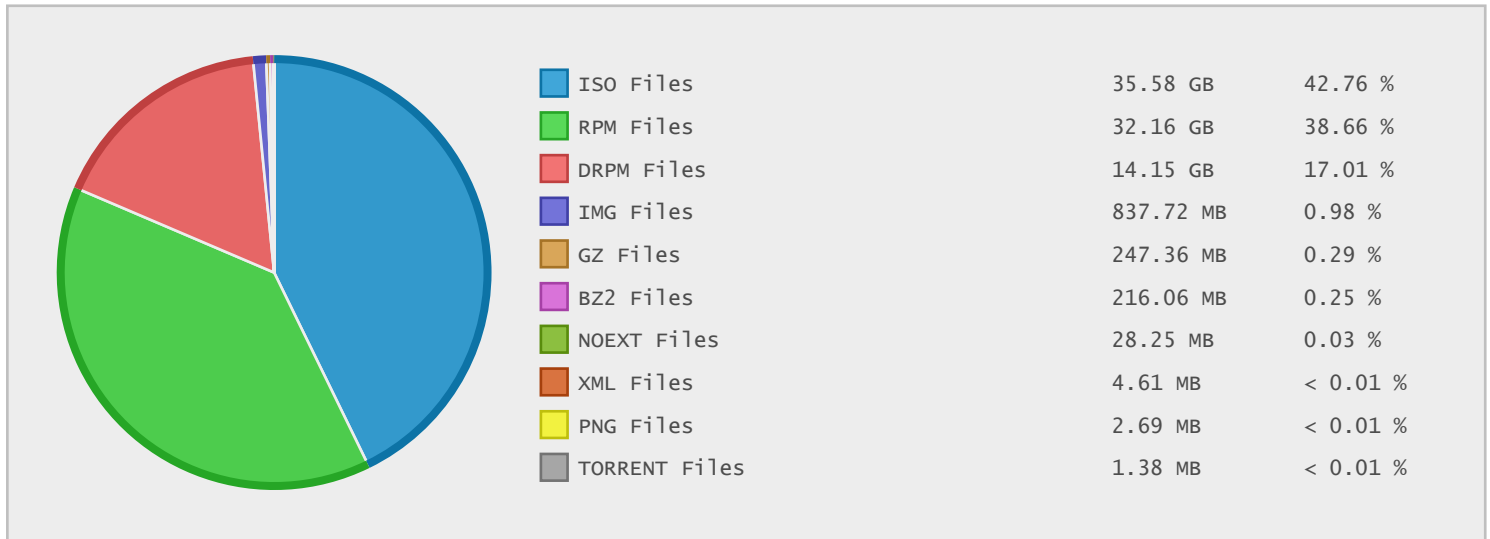 ISO Files 35.58 GB 42.76 %
RPM Files 32.16 GB 38.66 %
DRPM Files 14.15 GB 17.01 %
IMG Files 837.72 MB 0.98 %
GZ Files 247.36 MB 0.29 %
BZ2 Files 216.06 MB 0.25 %
NOEXT Files 28.25 MB 0.03 %
XML Files 4.61 MB < 0.01 %
PNG Files 2.69 MB < 0.01 %
TORRENT Files 1.38 MB < 0.01 %